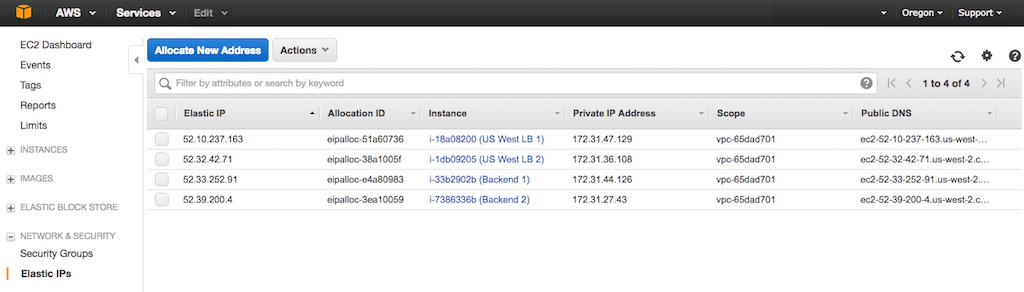 AWS Services Edit Oregon Support
EC2 Dashboard
Events
Tags
Reports
Limits
INSTANCES
IMAGES
ELASTIC BLOCK STORE
NETWORK & SECURITY
Security Groups
Elastic IPs
Allocate New Address Actions
Filter by attributes or search by keyword 1 to 4 of 4
Elastic IP Allocation ID Instance Private IP Address Scope Public DNS
52.10.237.163 eipalloc-51a60736 i-18a08200 (US West LB 1) 172.31.47.129 vpc-65dad701 ec2-52-10-237-163.us-west-...
52.32.42.71 eipalloc-38a1005f i-1db09205 (US West LB 2) 172.31.36.108 vpc-65dad701 ec2-52-32-42-71.us-west-2.c...
52.33.252.91 eipalloc-e4a80983 i-33b2902b (Backend 1) 172.31.44.126 vpc-65dad701 ec2-52-33-252-91.us-west-2...
52.39.200.4 eipalloc-3ea10059 i-7386336b (Backend 2) 172.31.27.43 vpc-65dad701 ec2-52-39-200-4.us-west-2.c...